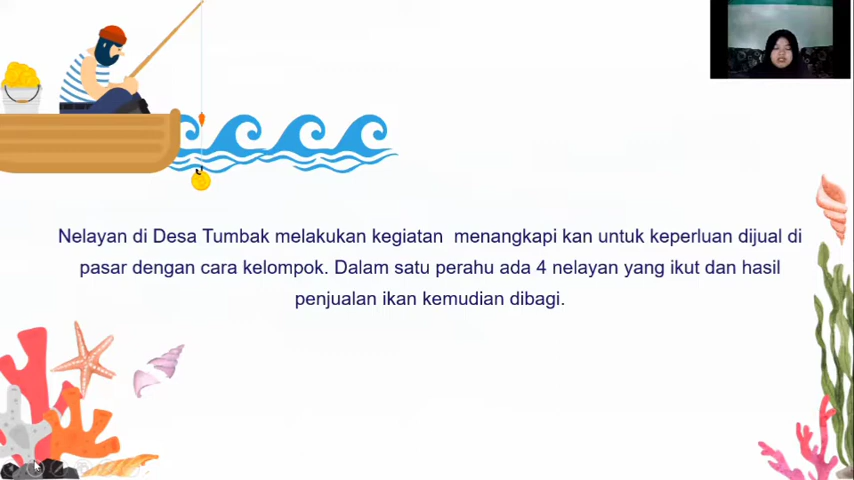 Nelayan di Desa Tumbak melakukan kegiatan  menangkapi kan untuk keperluan dijual di
pasar dengan cara kelompok. Dalam satu perahu ada 4 nelayan yang ikut dan hasil
penjualan ikan kemudian dibagi.